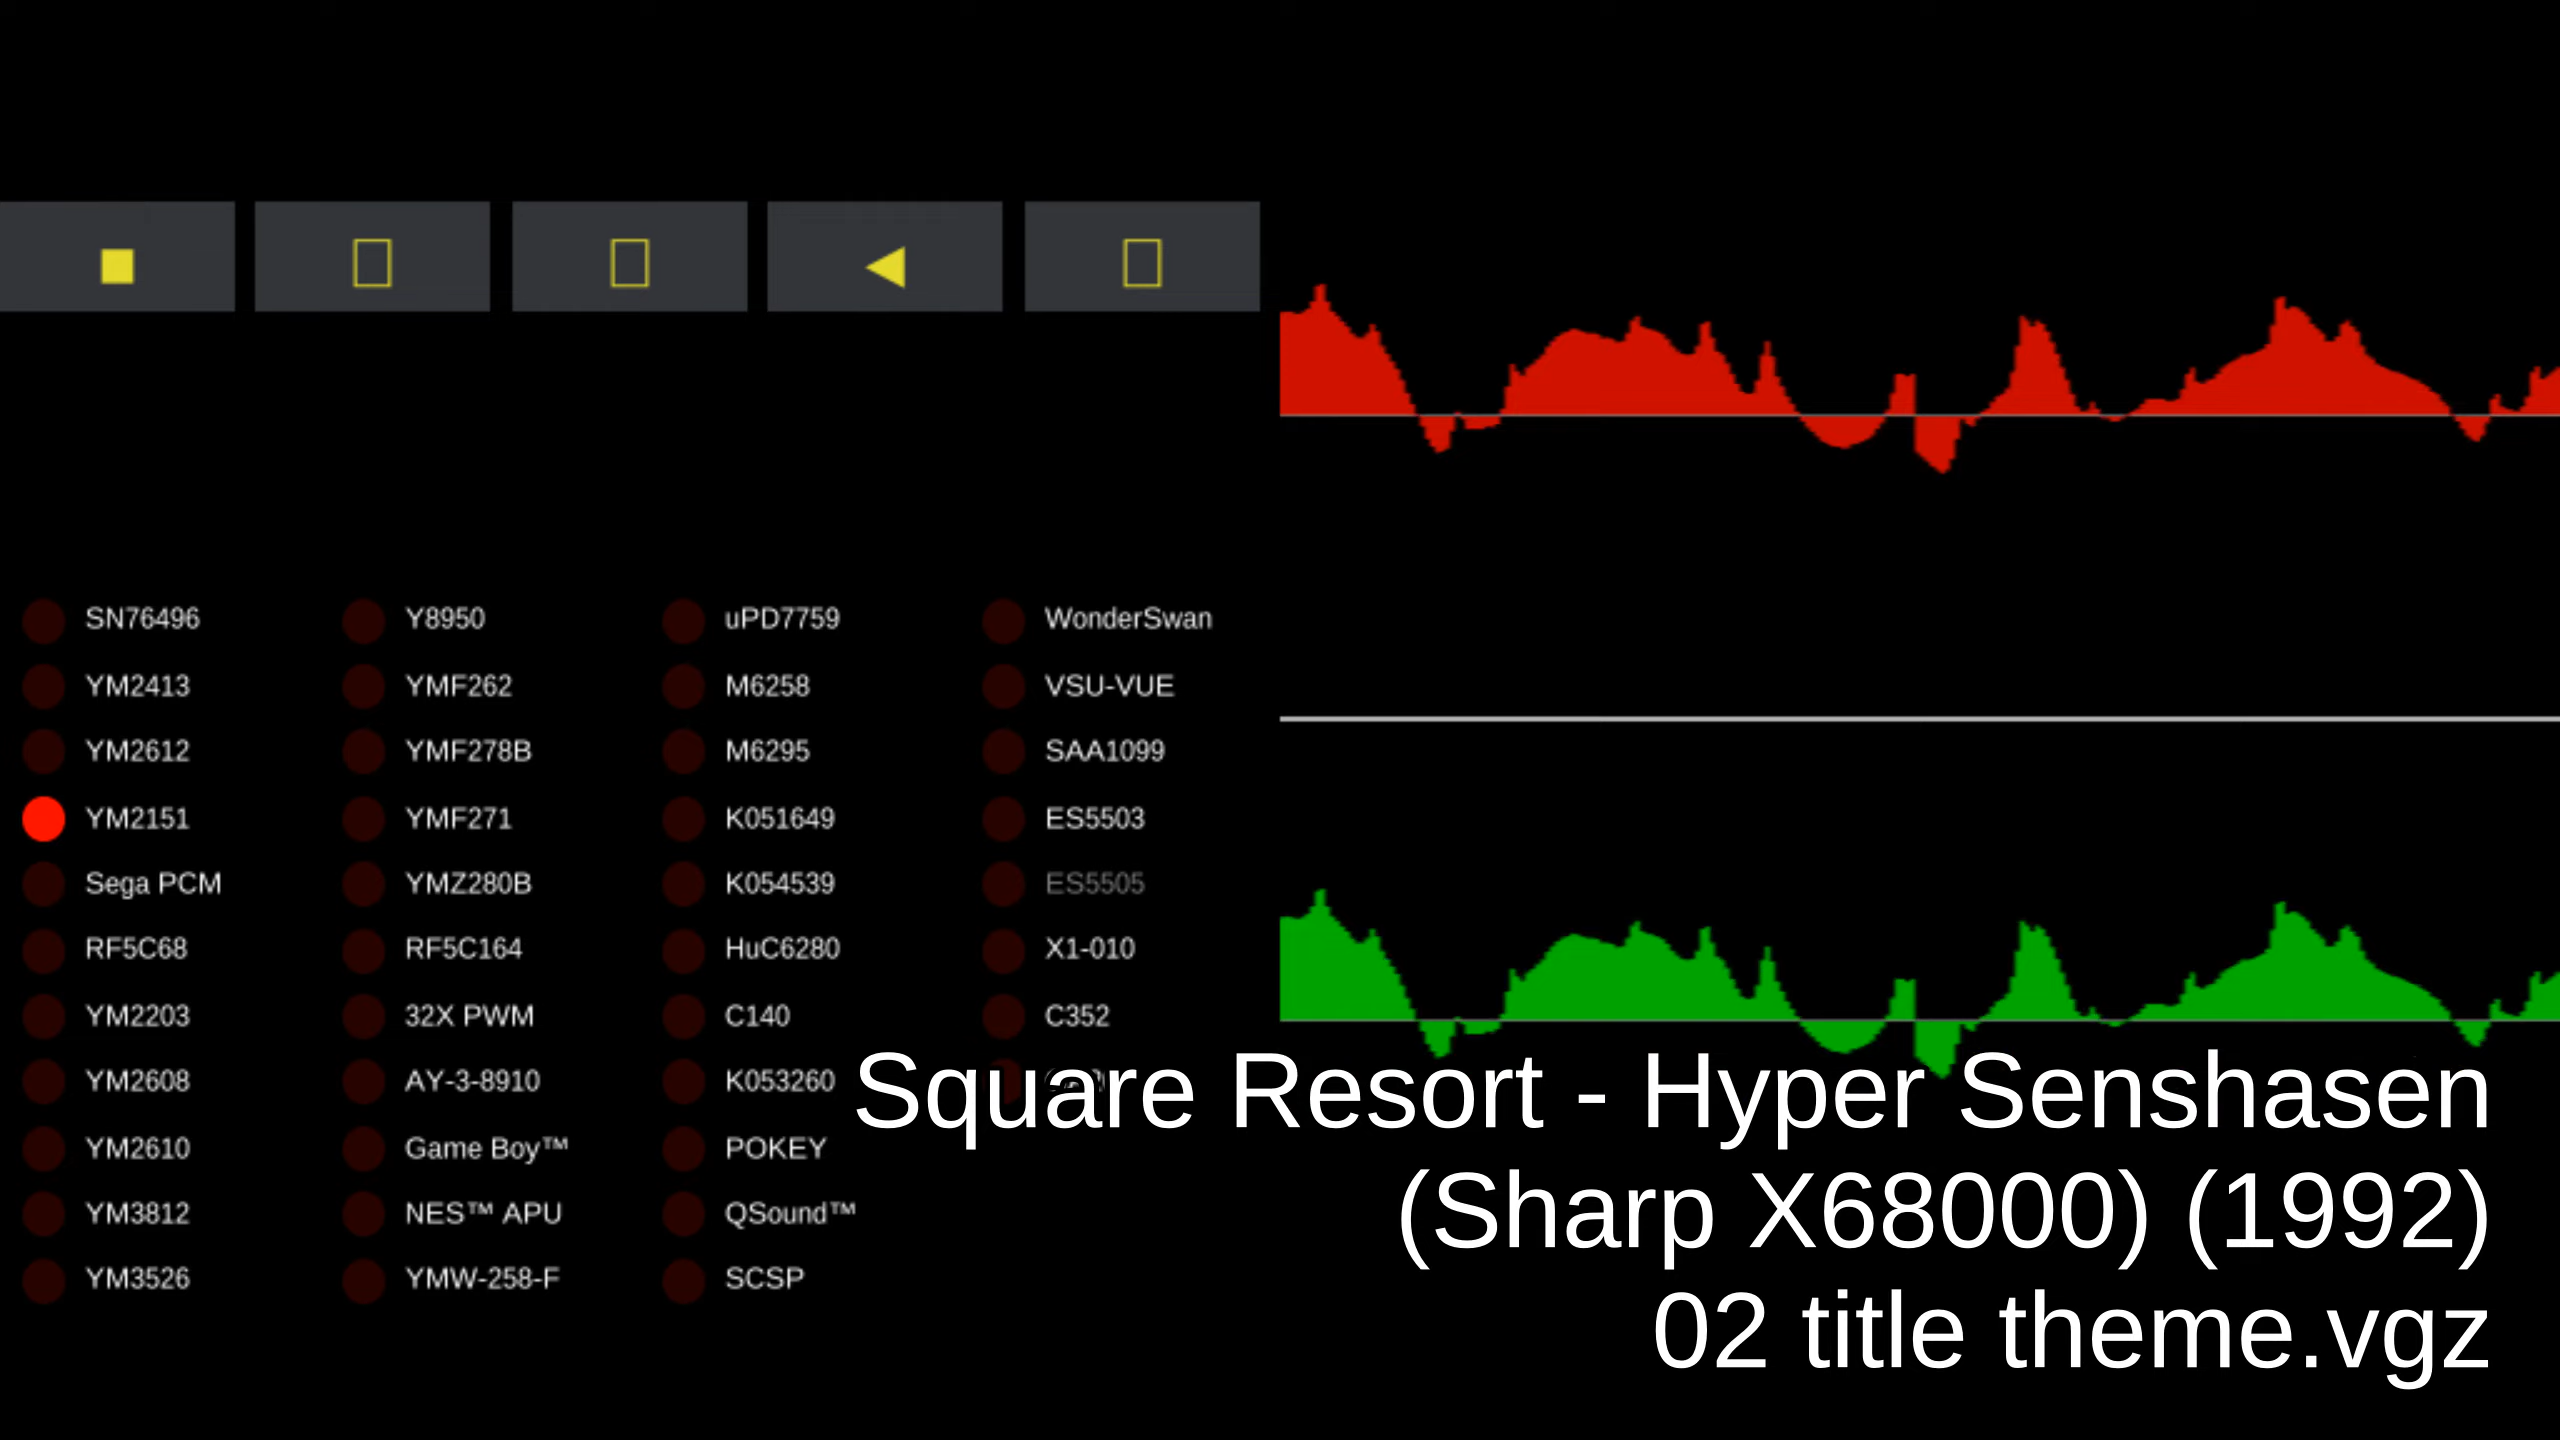 SN76496
YM2413
YM2612
YM2151
Sega PCM
RF5C68
YM2203
YM2608
YM2610
YM3812
YM3526
Y8950
YMF262
YMF278B
YMF271
YMZ280B
RF5C164
32X PWM
AY-3-8910
Game Boy™
NES™ APU
YMW-258-F
uPD7759
M6258
M6295
K051649
K054539
HuC6280
C140
K053260
POKEY
QSound™
SCSP
WonderSwan
VSU-VUE
SAA1099
ES5503
ES5505
X1-010
C352
Square Resort - Hyper Senshasen
(Sharp X68000) (1992)
02 title theme.vgz